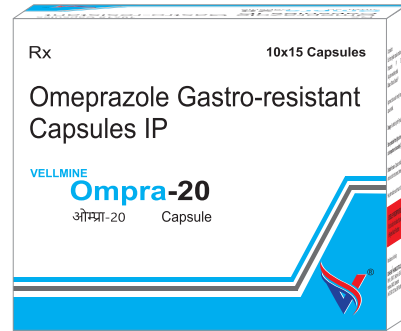 Rx 10x15 Capsules
Omeprazole Gastro-resistant
Capsules IP
VELLMINE
Ompra-20
ओम्प्रा-20 Capsule
®